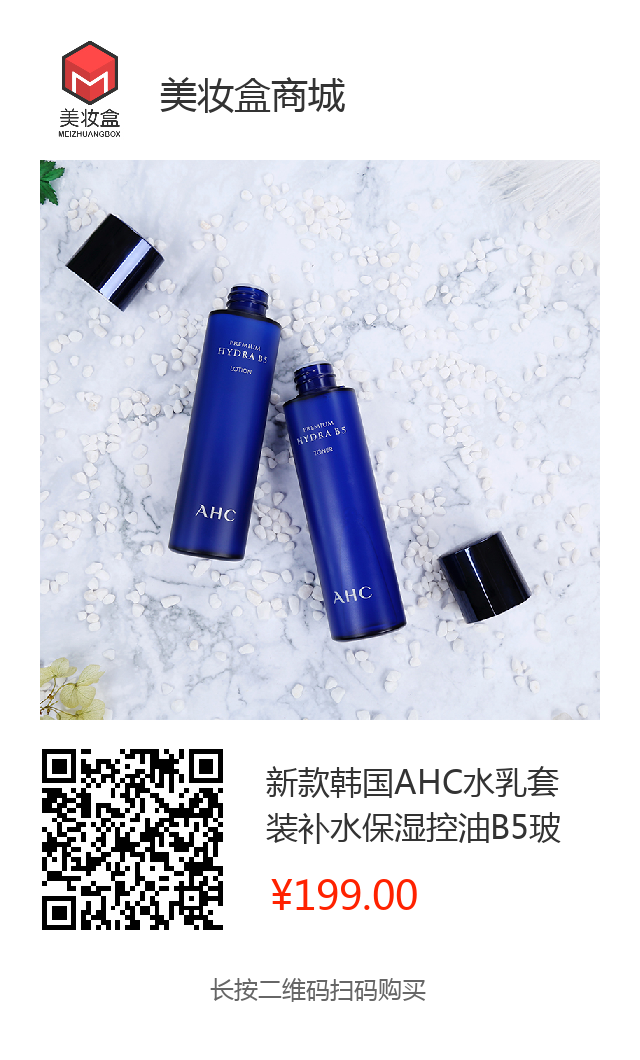 美妆盒
MEIZHUANGBOX
美妆盒商城
PREMIUM
HYDRA B5
LOTION
AHC
PREMIUM
HYDRA B5
TONER
AHC
新款韩国AHC水乳套
装补水保湿控油B5玻
¥199.00
长按二维码扫码购买